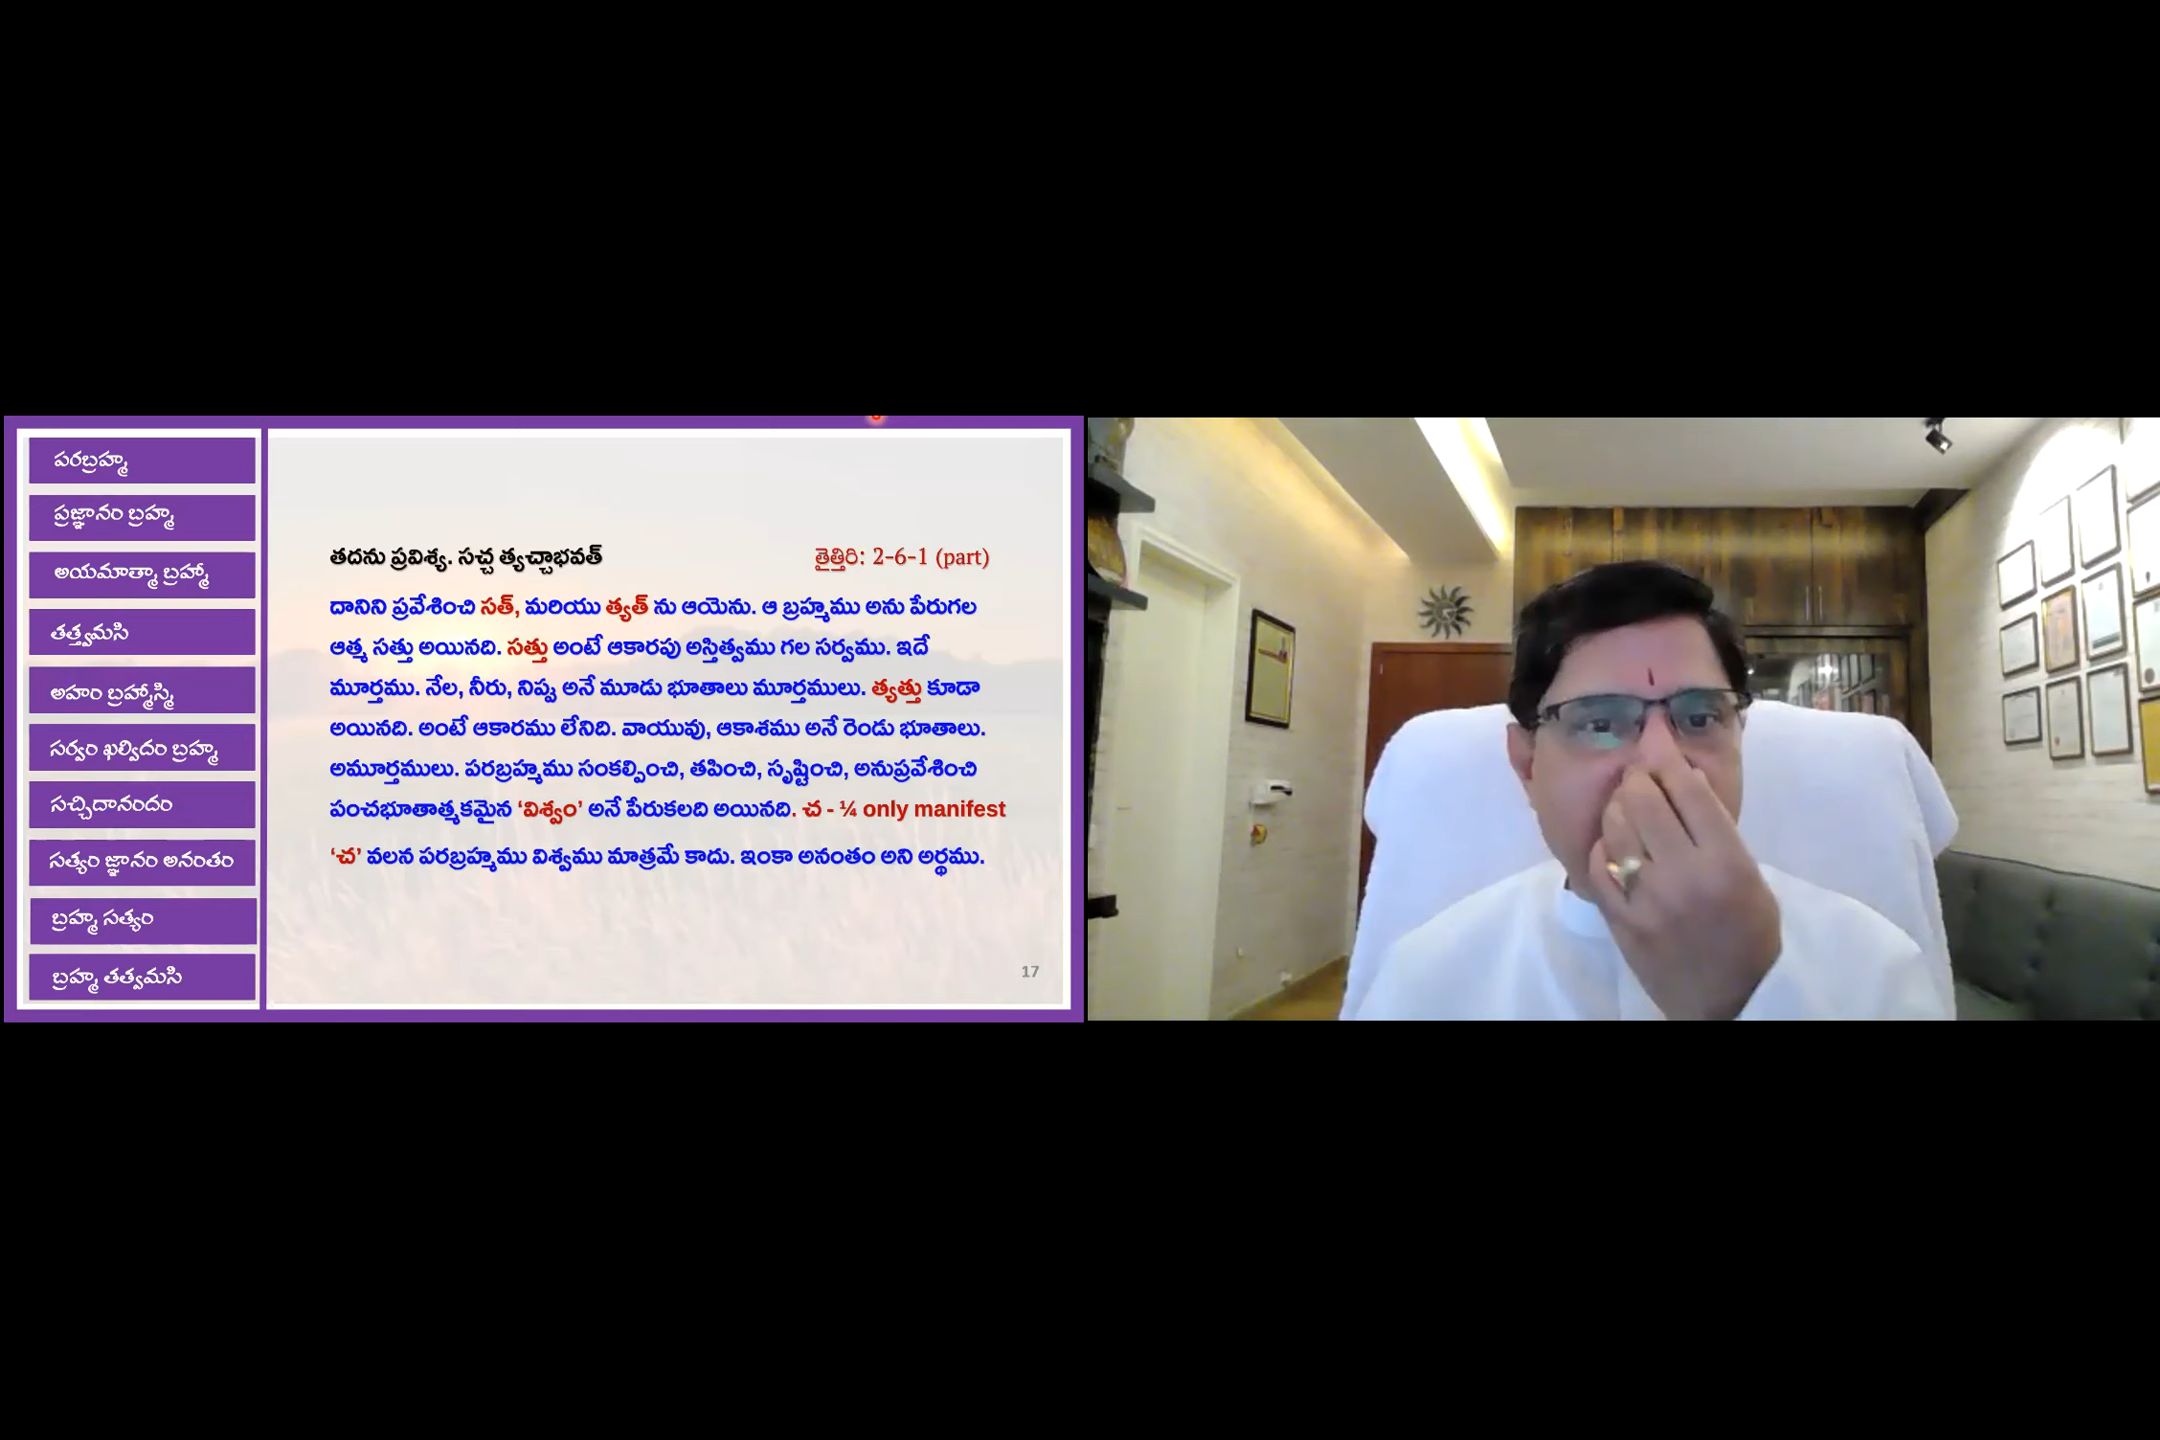 పరబ్రహ్మ
ప్రజ్ఞానం బ్రహ్మ
అయమాత్మా బ్రహ్మా
తత్త్వమసి
అహం బ్రహ్మాస్మి
సర్వం ఖల్విదం బ్రహ్మ
సచ్చిదానందం
సత్యం జ్ఞానం అనంతం
బ్రహ్మ సత్యం
బ్రహ్మ తత్వమసి
తదను ప్రవిశ్య. సచ్చ త్యచ్చాభవత్ తైత్తిరి: 2-6-1 (part)
దానిని ప్రవేశించి సత్, మరియు త్యత్ ను ఆయెను. ఆ బ్రహ్మము అను పేరుగల
ఆత్మ సత్తు అయినది. సత్తు అంటే ఆకారపు అస్తిత్వము గల సర్వము. ఇదే
మూర్తము. నేల, నీరు, నిప్పు అనే మూడు భూతాలు మూర్తములు. త్యత్తు కూడా
అయినది. అంటే ఆకారము లేనిది. వాయువు, ఆకాశము అనే రెండు భూతాలు.
అమూర్తములు. పరబ్రహ్మము సంకల్పించి, తపించి, సృష్టించి, అనుప్రవేశించి
పంచభూతాత్మకమైన ‘విశ్వం’ అనే పేరుకలది అయినది. చ - ¼ only manifest
‘చ’ వలన పరబ్రహ్మము విశ్వము మాత్రమే కాదు. ఇంకా అనంతం అని అర్థము.
17